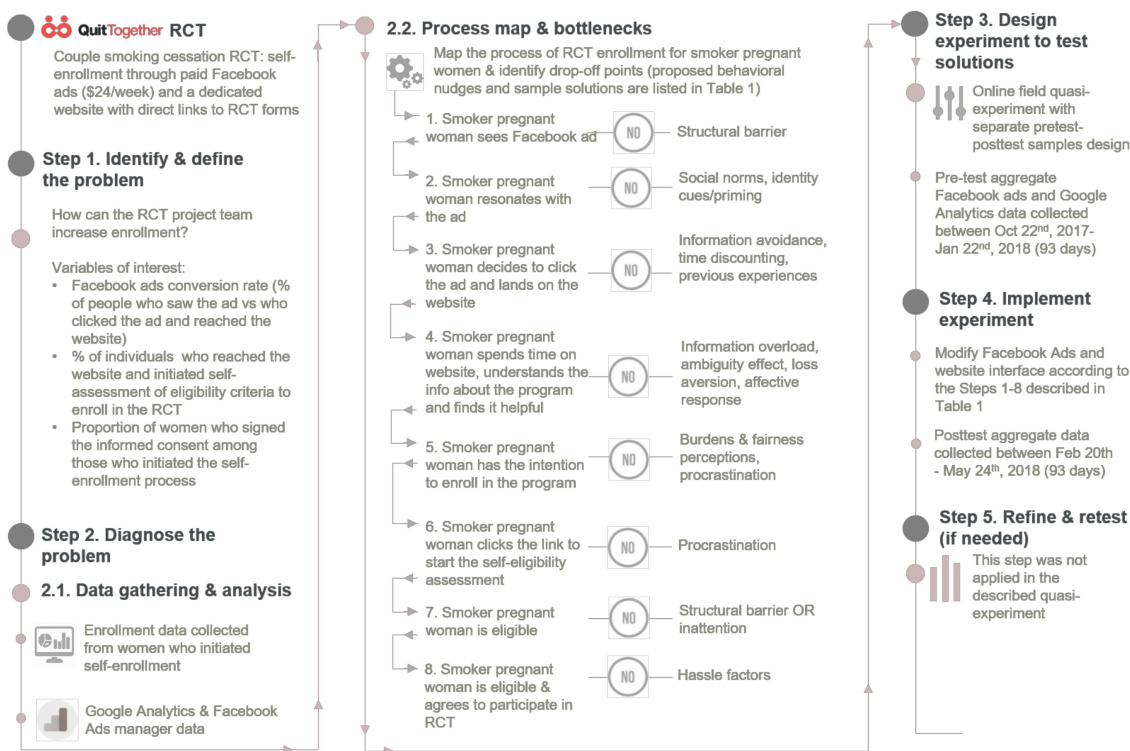 QuitTogether RCT
Couple smoking cessation RCT: self-
enrollment through paid Facebook
ads ($24/week) and a dedicated
website with direct links to RCT forms
Step 1. Identify & define
the problem
How can the RCT project team
increase enrollment?
Variables of interest:
• Facebook ads conversion rate (%
of people who saw the ad vs who
clicked the ad and reached the
website)
• % of individuals who reached the
website and initiated self-
assessment of eligibility criteria to
enroll in the RCT
• Proportion of women who signed
the informed consent among
those who initiated the self-
enrollment process
Step 2. Diagnose the
problem
2.1. Data gathering & analysis
Enrollment data collected
from women who initiated
self-enrollment
Google Analytics & Facebook
Ads manager data
2.2. Process map & bottlenecks
Map the process of RCT enrollment for smoker pregnant
women & identify drop-off points (proposed behavioral
nudges and sample solutions are listed in Table 1)
1. Smoker pregnant
woman sees Facebook ad
NO
Structural barrier
2. Smoker pregnant
woman resonates with
the ad
NO
Social norms, identity
cues/priming
3. Smoker pregnant
woman decides to click
the ad and lands on the
website
NO
Information avoidance,
time discounting,
previous experiences
4. Smoker pregnant
woman spends time on
website, understands the
info about the program
and finds it helpful
NO
Information overload,
ambiguity effect, loss
aversion, affective
response
5. Smoker pregnant
woman has the intention
to enroll in the program
NO
Burdens & fairness
perceptions,
procrastination
6. Smoker pregnant
woman clicks the link to
start the self-eligibility
assessment
NO
Procrastination
7. Smoker pregnant
woman is eligible
NO
Structural barrier OR
inattention
8. Smoker pregnant
woman is eligible &
agrees to participate in
RCT
NO
Hassle factors
Step 3. Design
experiment to test
solutions
Online field quasi-
experiment with
separate pretest-
posttest samples design
Pre-test aggregate
Facebook ads and Google
Analytics data collected
between Oct 22nd, 2017-
Jan 22nd, 2018 (93 days)
Step 4. Implement
experiment
Modify Facebook Ads and
website interface according to
the Steps 1-8 described in
Table 1
Posttest aggregate data
collected between Feb 20th
- May 24th, 2018 (93 days)
Step 5. Refine & retest
(if needed)
This step was not
applied in the
described quasi-
experiment